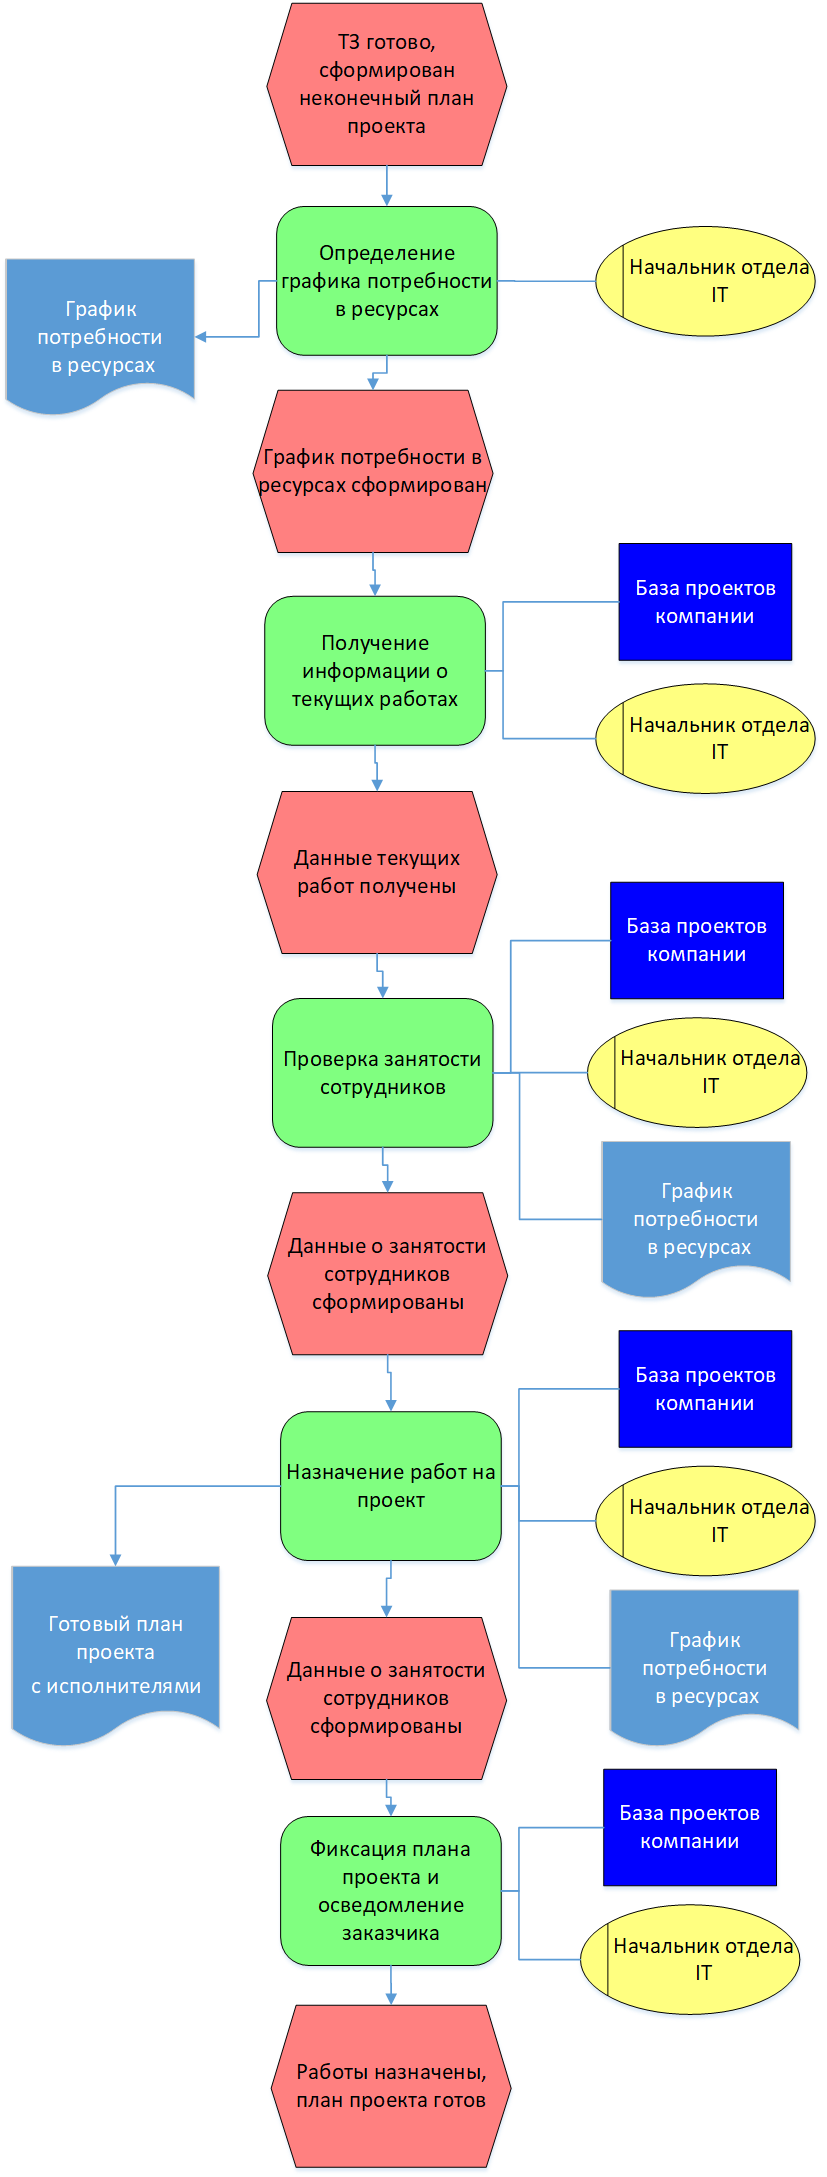 ТЗ готово,
сформирован
неконечный план
проекта
Определение
графика потребности
в ресурсах
Начальник отдела
IT
График
потребности
в ресурсах
График потребности в
ресурсах сформирован
База проектов
компании
Получение
информации о
текущих работах
Начальник отдела
IT
Данные текущих
работ получены
База проектов
компании
Проверка занятости
сотрудников
Начальник отдела
IT
График
потребности
в ресурсах
Данные о занятости
сотрудников
сформированы
База проектов
компании
Назначение работ на
проект
Начальник отдела
IT
Готовый план
проекта
с исполнителями
График
потребности
в ресурсах
Данные о занятости
сотрудников
сформированы
База проектов
компании
Фиксация плана
проекта и
осведомление
заказчика
Начальник отдела
IT
Работы назначены,
план проекта готов